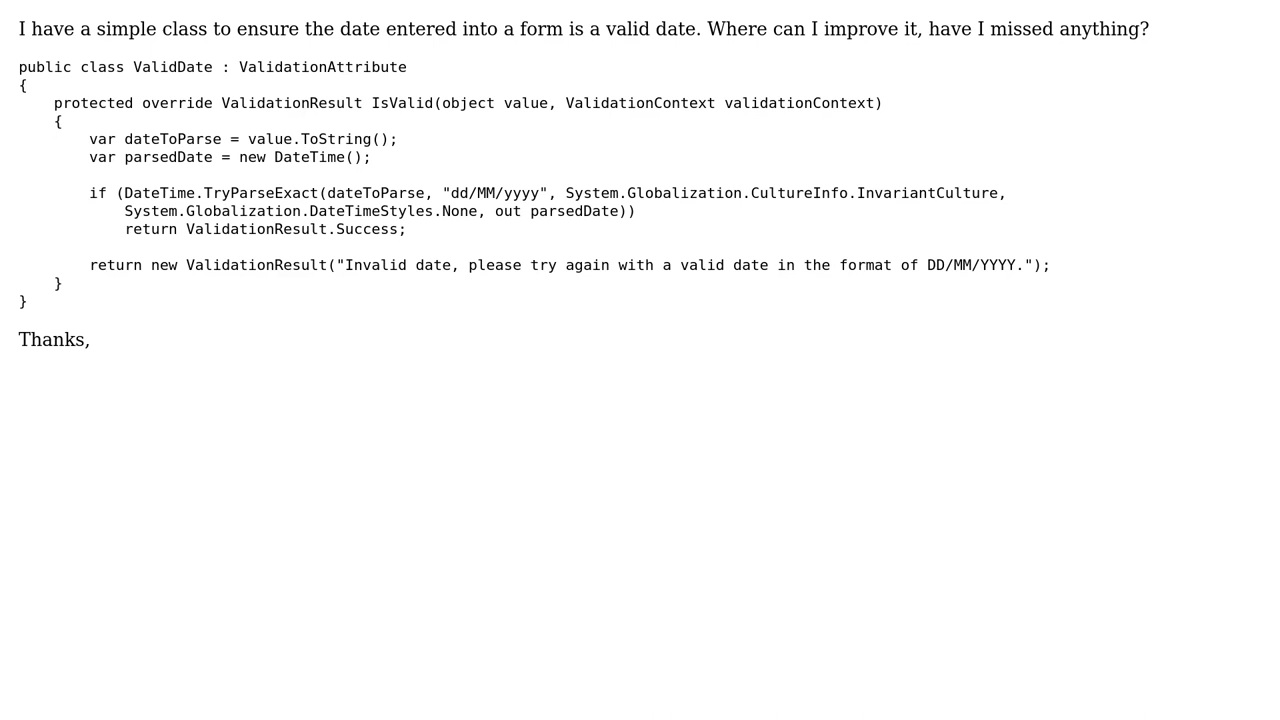 I have a simple class to ensure the date entered into a form is a valid date. Where can I improve it, have I missed anything?
public class ValidDate : ValidationAttribute
{
    protected override ValidationResult IsValid(object value, ValidationContext validationContext)
    {
        var dateToParse = value.ToString();
        var parsedDate = new DateTime();

        if (DateTime.TryParseExact(dateToParse, "dd/MM/yyyy", System.Globalization.CultureInfo.InvariantCulture,
            System.Globalization.DateTimeStyles.None, out parsedDate))
            return ValidationResult.Success;

        return new ValidationResult("Invalid date, please try again with a valid date in the format of DD/MM/YYYY.");
    }
}
Thanks,